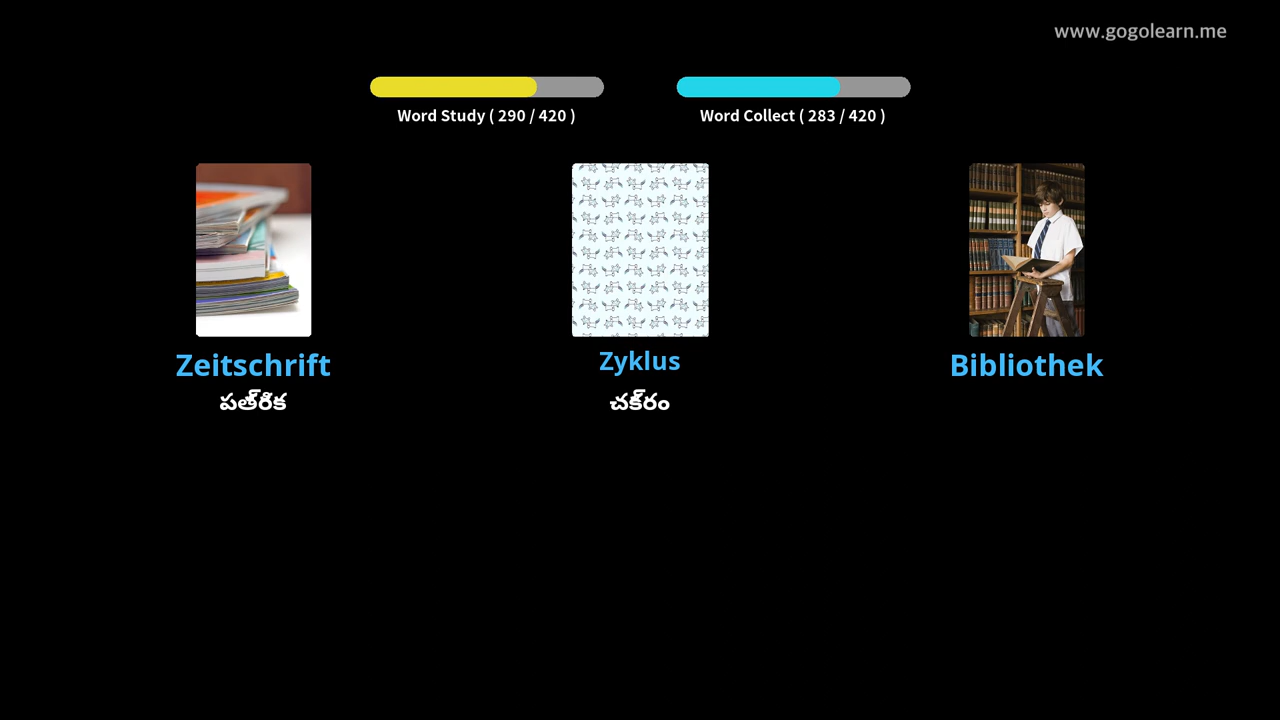 www.gogolearn.me
Word Study ( 290 / 420 )
Word Collect ( 283 / 420 )
Zeitschrift
పత్రిక
Zyklus
చక్రం
Bibliothek